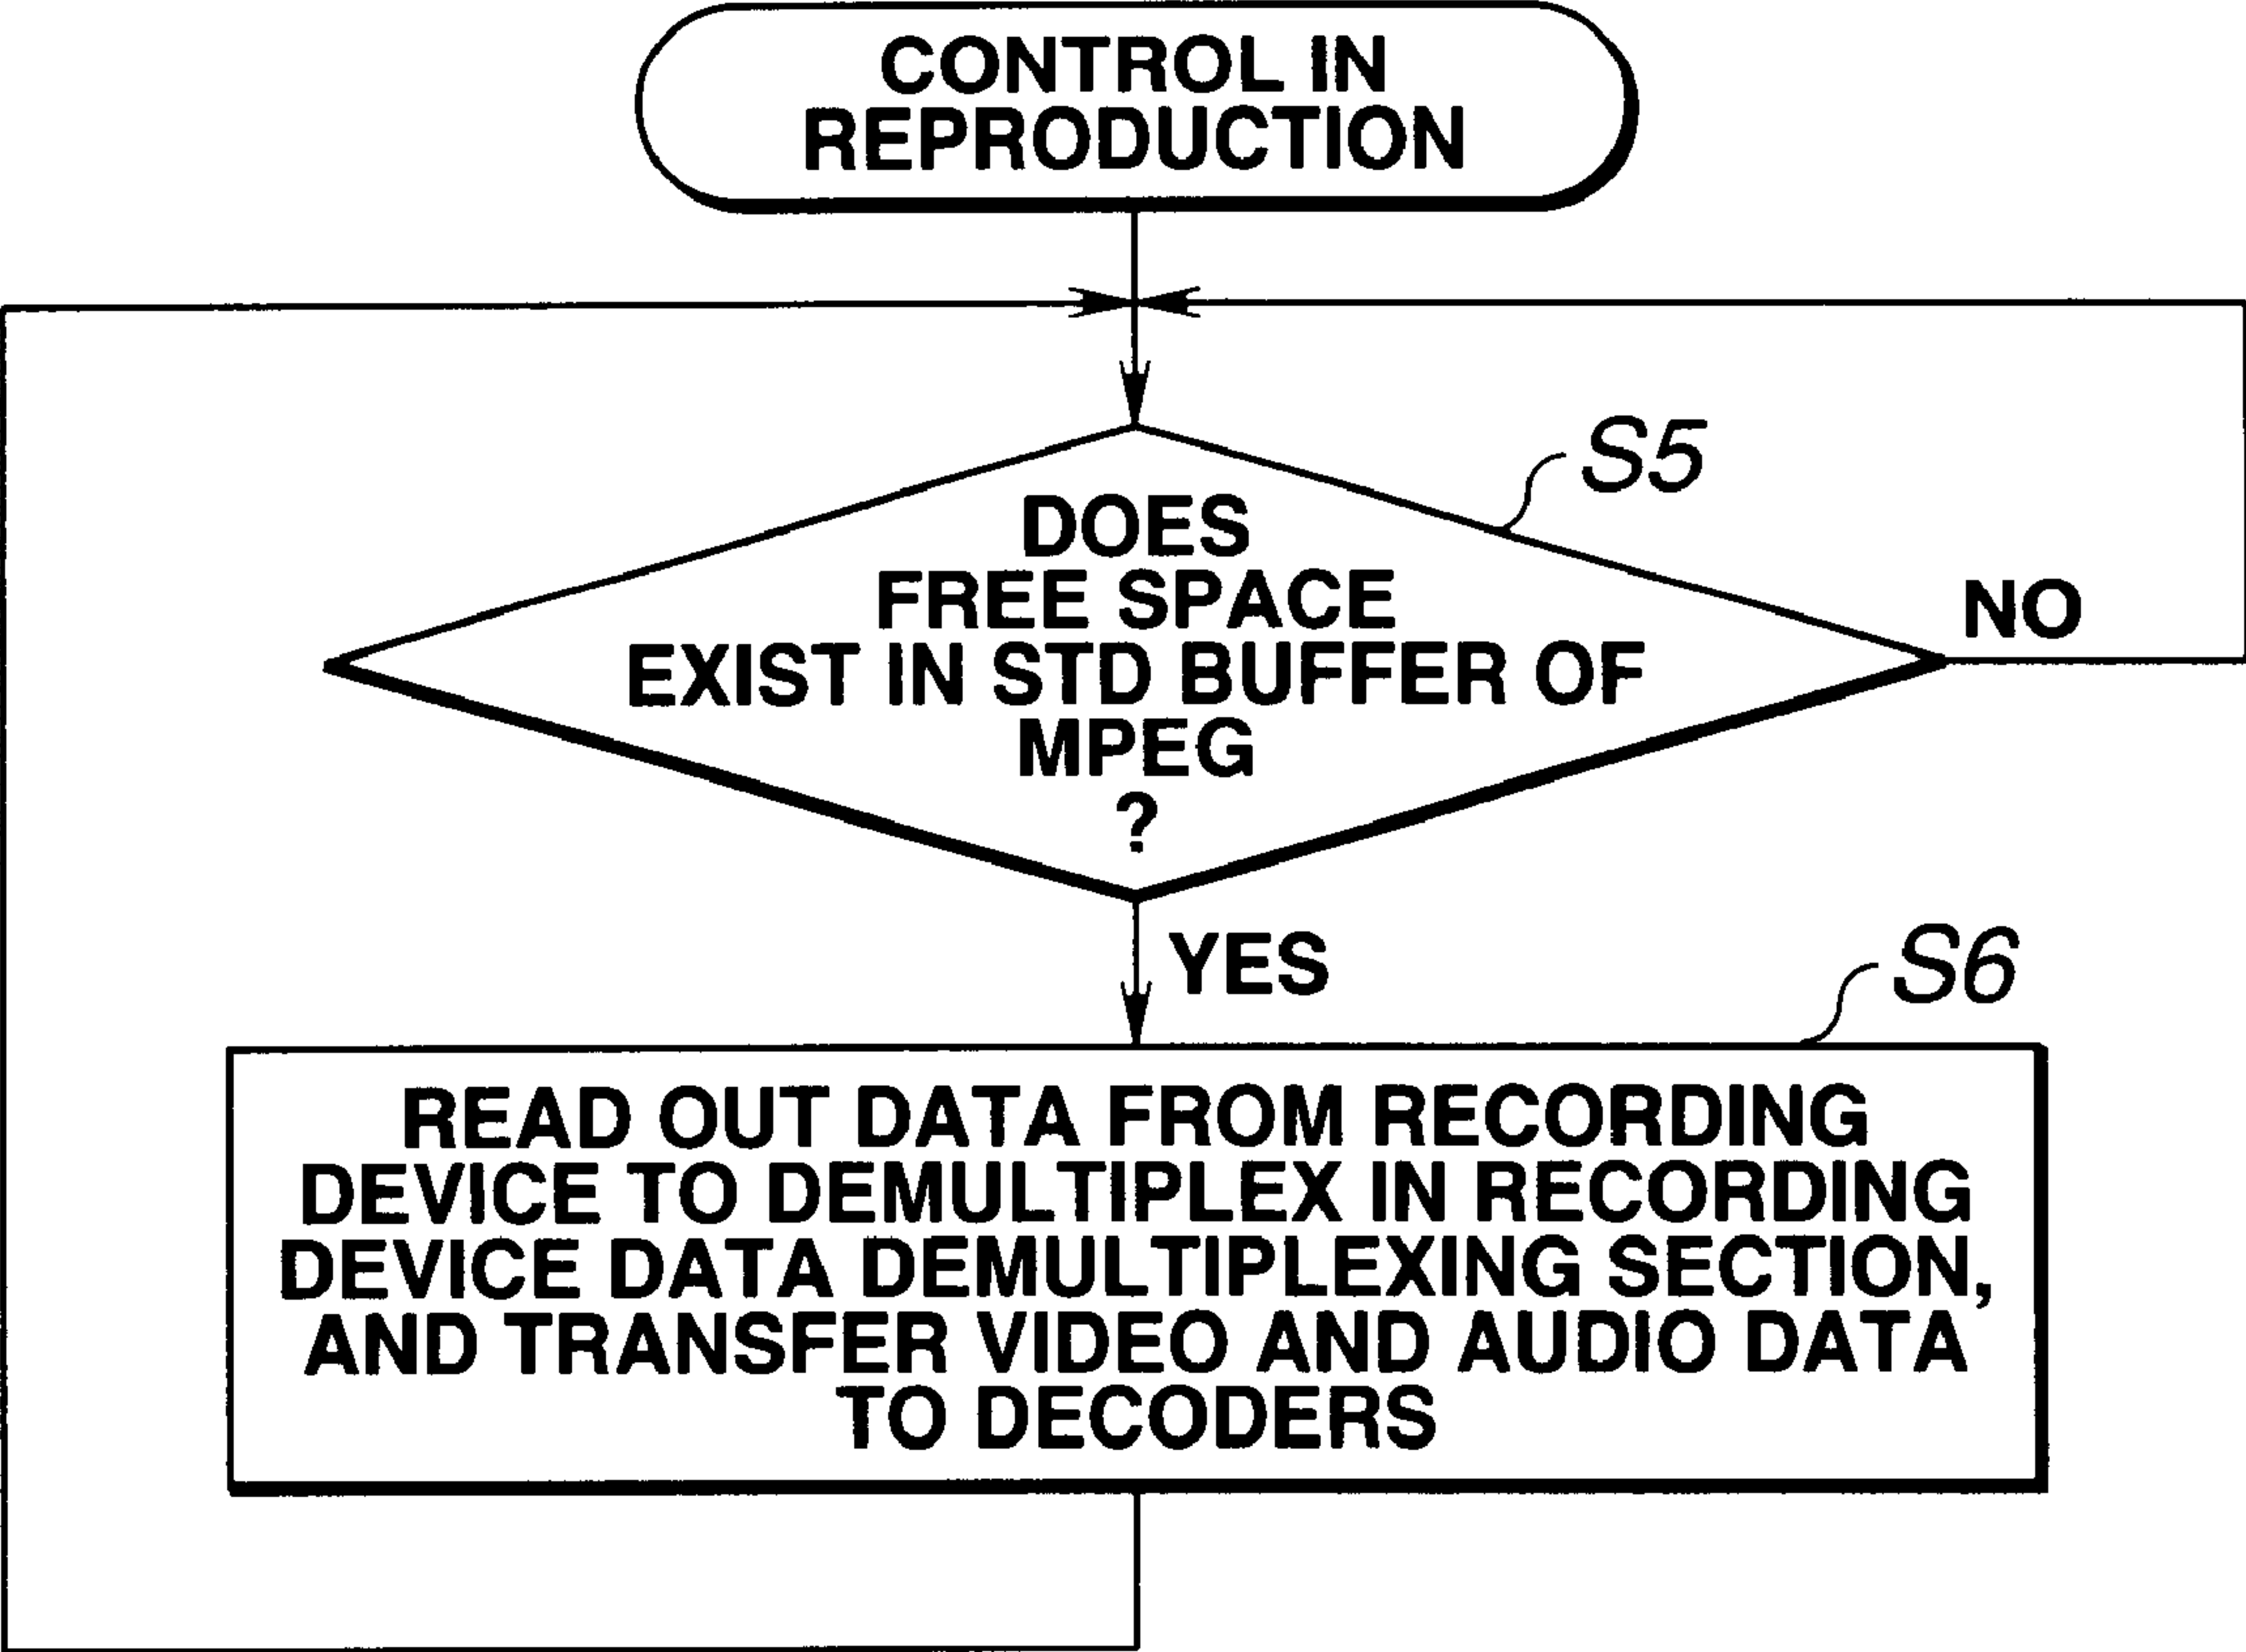 CONTROL IN
REPRODUCTION
S5
DOES
FREE SPACE
EXIST IN STD BUFFER OF
MPEG
?
NO
YES
S6
READ OUT DATA FROM RECORDING
DEVICE TO DEMULTIPLEX IN RECORDING
DEVICE DATA DEMULTIPLEXING SECTION,
AND TRANSFER VIDEO AND AUDIO DATA
TO DECODERS